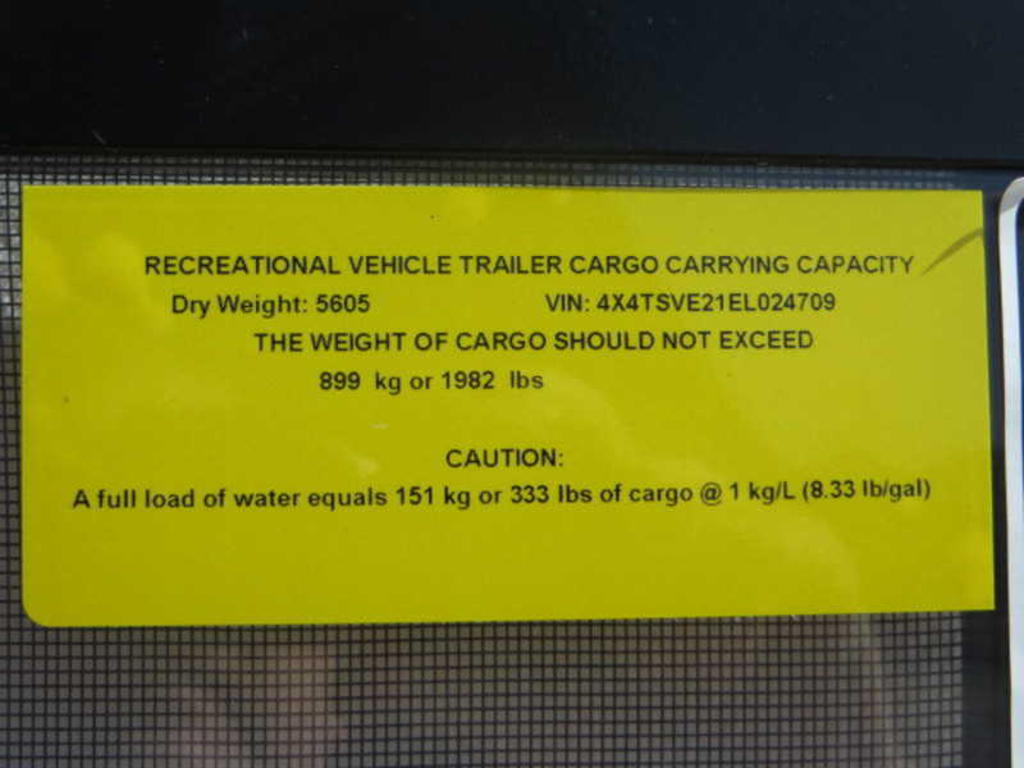 RECREATIONAL VEHICLE TRAILER CARGO CARRYING CAPACITY
Dry Weight: 5605 VIN: 4X4TSVE21EL024709
THE WEIGHT OF CARGO SHOULD NOT EXCEED
899 kg or 1982 lbs
CAUTION:
A full load of water equals 151 kg or 333 lbs of cargo @ 1 kg/L (8.33 lb/gal)